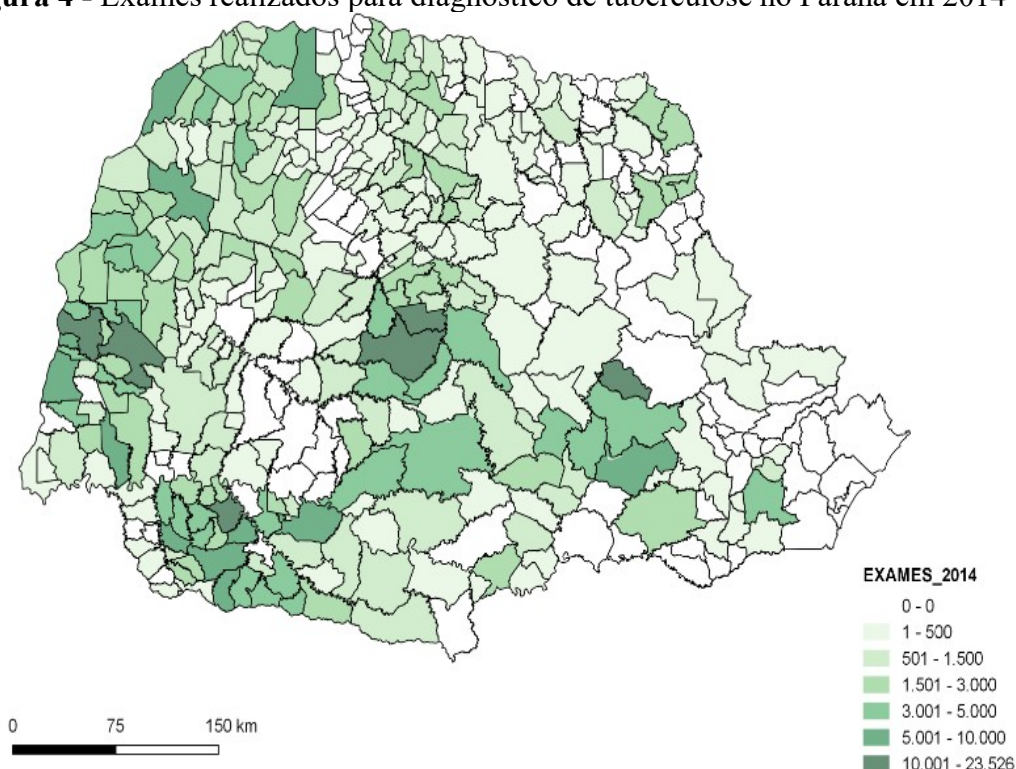 ura 4 - Exames realizados para diagnóstico de tuberculose no Paraná em 2014
EXAMES_2014
0 - 0
1 - 500
501 - 1.500
1.501 - 3.000
3.001 - 5.000
5.001 - 10.000
10.001 - 23.526
0 75 150 km